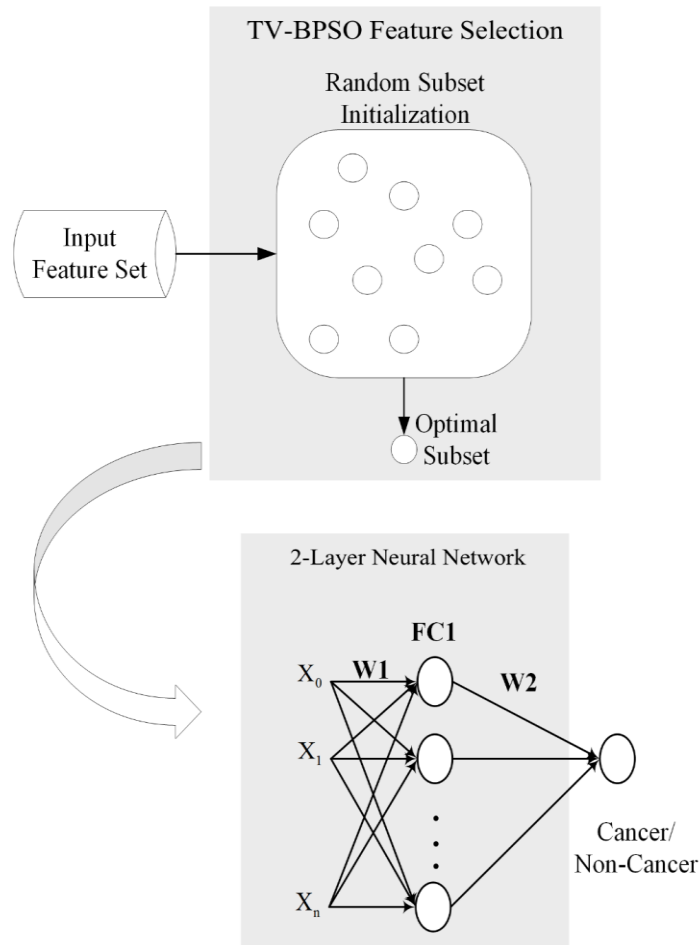 TV-BPSO Feature Selection
Random Subset
Initialization
Input
Feature Set
Optimal
Subset
2-Layer Neural Network
FC1
X0 W1 W2
X1
Cancer/
Non-Cancer
Xn